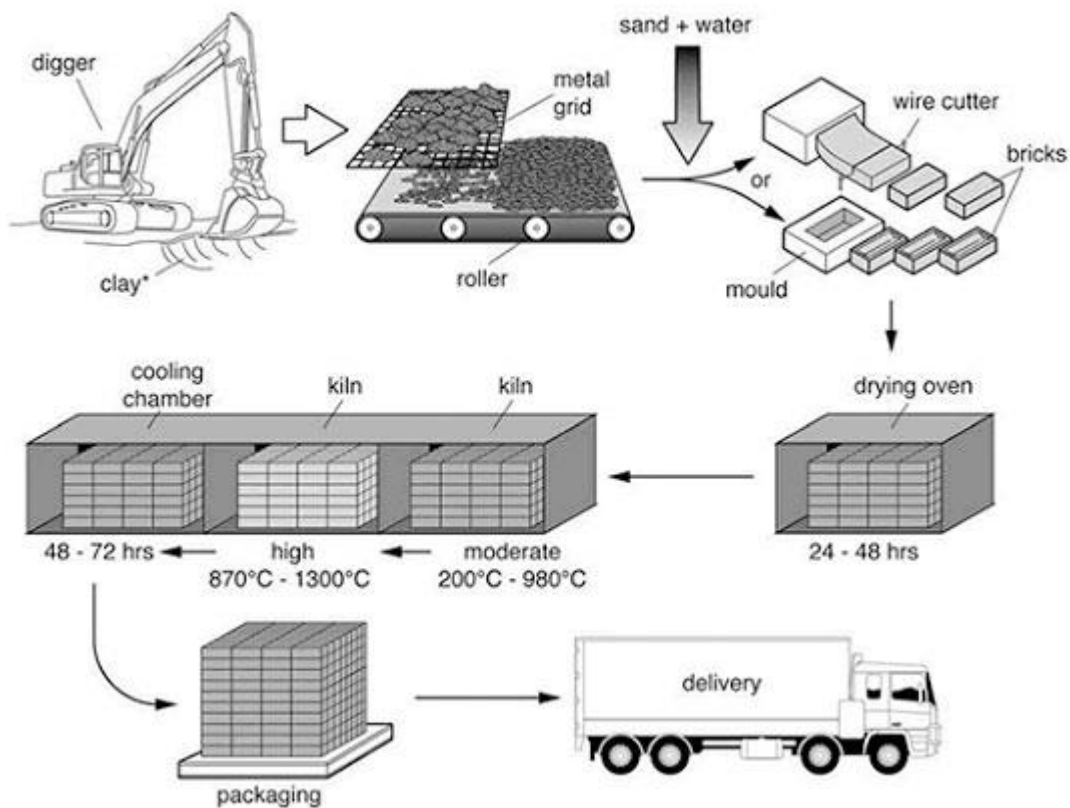 digger
clay*
metal
grid
roller
sand + water
or
wire cutter
bricks
mould
drying oven
24 - 48 hrs
kiln
moderate
200°C - 980°C
kiln
high
870°C - 1300°C
cooling
chamber
48 - 72 hrs
packaging
delivery